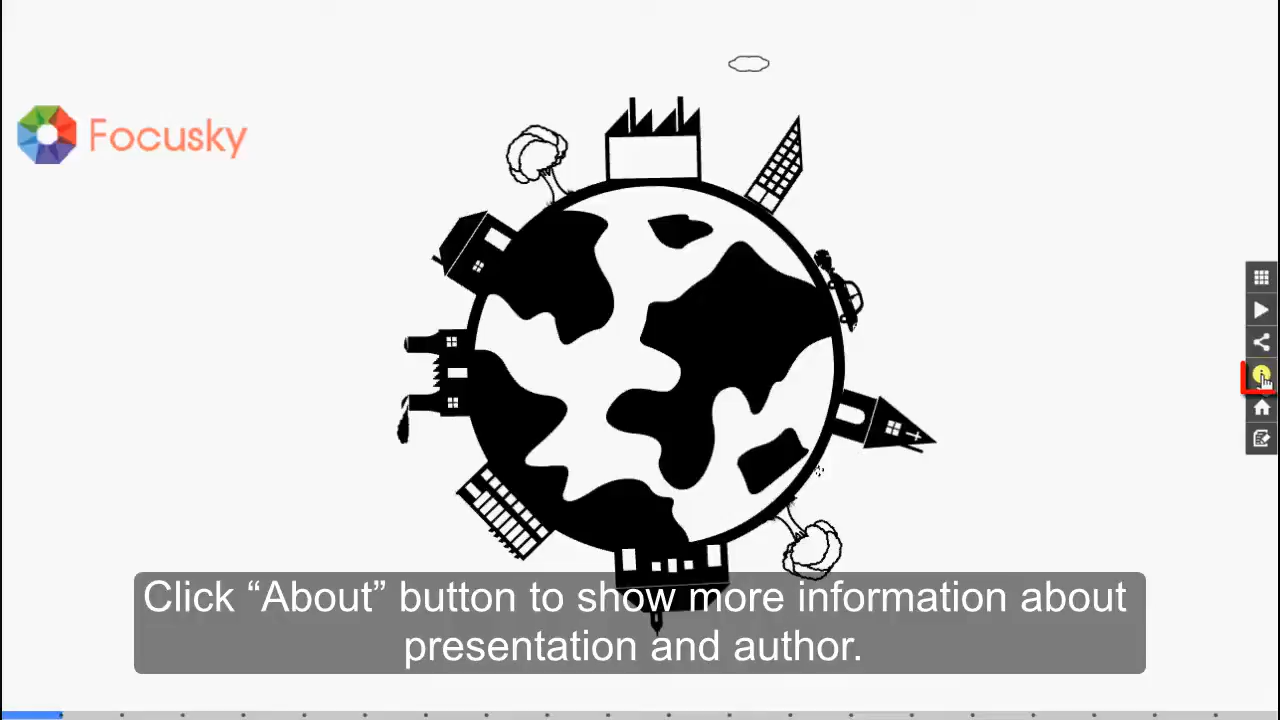 Focusky
Click “About” button to show more information about
presentation and author.